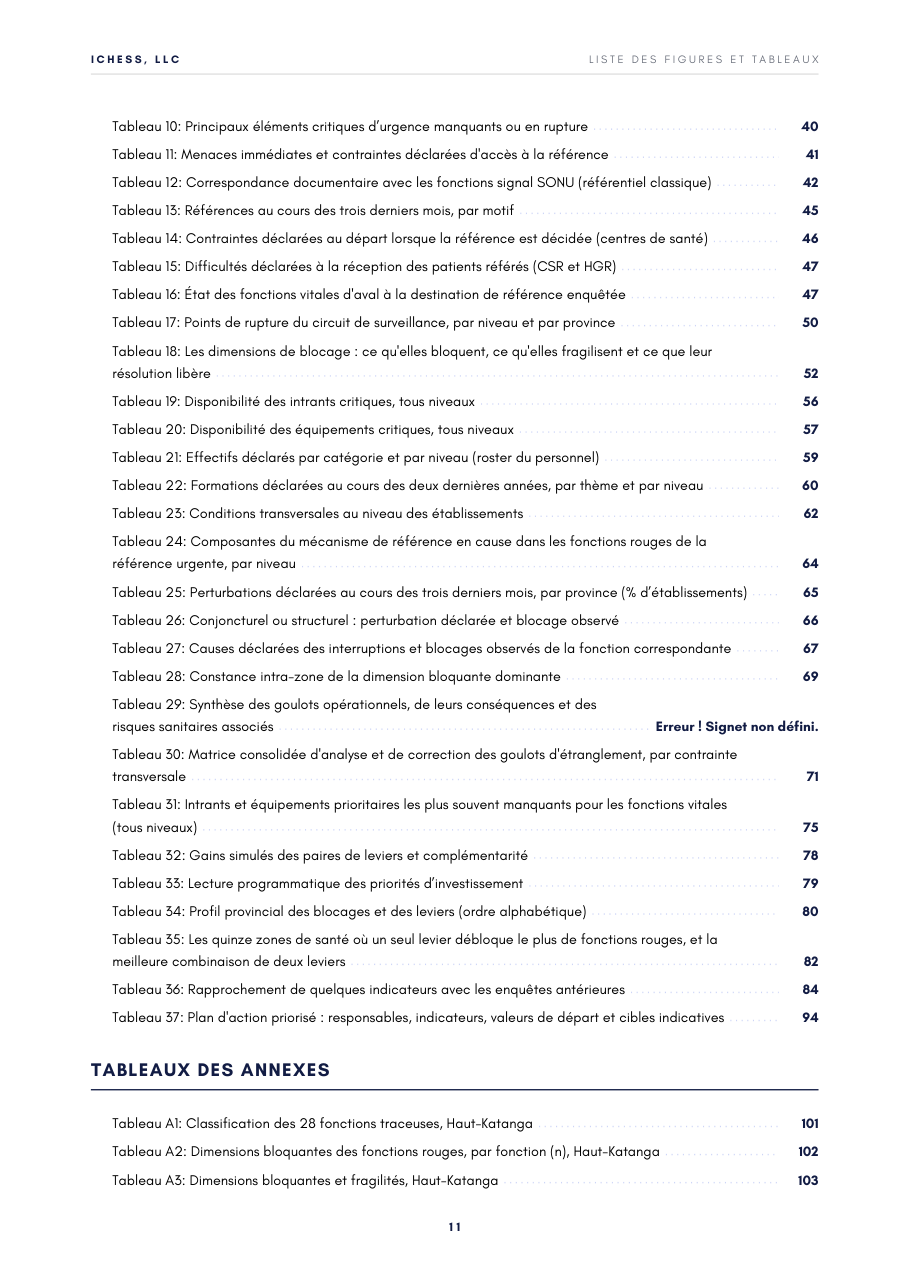 ICHESS, LLC
LISTE DES FIGURES ET TABLEAUX
Tableau 10: Principaux éléments critiques d’urgence manquants ou en rupture 40
Tableau 11: Menaces immédiates et contraintes déclarées d'accès à la référence 41
Tableau 12: Correspondance documentaire avec les fonctions signal SONU (référentiel classique) 42
Tableau 13: Références au cours des trois derniers mois, par motif 45
Tableau 14: Contraintes déclarées au départ lorsque la référence est décidée (centres de santé) 46
Tableau 15: Difficultés déclarées à la réception des patients référés (CSR et HGR) 47
Tableau 16: État des fonctions vitales d'aval à la destination de référence enquêtée 47
Tableau 17: Points de rupture du circuit de surveillance, par niveau et par province 50
Tableau 18: Les dimensions de blocage : ce qu'elles bloquent, ce qu'elles fragilisent et ce que leur
résolution libère 52
Tableau 19: Disponibilité des intrants critiques, tous niveaux 56
Tableau 20: Disponibilité des équipements critiques, tous niveaux 57
Tableau 21: Effectifs déclarés par catégorie et par niveau (roster du personnel) 59
Tableau 22: Formations déclarées au cours des deux dernières années, par thème et par niveau 60
Tableau 23: Conditions transversales au niveau des établissements 62
Tableau 24: Composantes du mécanisme de référence en cause dans les fonctions rouges de la
référence urgente, par niveau 64
Tableau 25: Perturbations déclarées au cours des trois derniers mois, par province (% d’établissements) 65
Tableau 26: Conjoncturel ou structurel : perturbation déclarée et blocage observé 66
Tableau 27: Causes déclarées des interruptions et blocages observés de la fonction correspondante 67
Tableau 28: Constance intra-zone de la dimension bloquante dominante 69
Tableau 29: Synthèse des goulots opérationnels, de leurs conséquences et des
risques sanitaires associés Erreur ! Signet non défini.
Tableau 30: Matrice consolidée d'analyse et de correction des goulots d'étranglement, par contrainte
transversale 71
Tableau 31: Intrants et équipements prioritaires les plus souvent manquants pour les fonctions vitales
(tous niveaux) 75
Tableau 32: Gains simulés des paires de leviers et complémentarité 78
Tableau 33: Lecture programmatique des priorités d’investissement 79
Tableau 34: Profil provincial des blocages et des leviers (ordre alphabétique) 80
Tableau 35: Les quinze zones de santé où un seul levier débloque le plus de fonctions rouges, et la
meilleure combinaison de deux leviers 82
Tableau 36: Rapprochement de quelques indicateurs avec les enquêtes antérieures 84
Tableau 37: Plan d'action priorisé : responsables, indicateurs, valeurs de départ et cibles indicatives 94
TABLEAUX DES ANNEXES
Tableau A1: Classification des 28 fonctions traceuses, Haut-Katanga 101
Tableau A2: Dimensions bloquantes des fonctions rouges, par fonction (n), Haut-Katanga 102
Tableau A3: Dimensions bloquantes et fragilités, Haut-Katanga 103
11